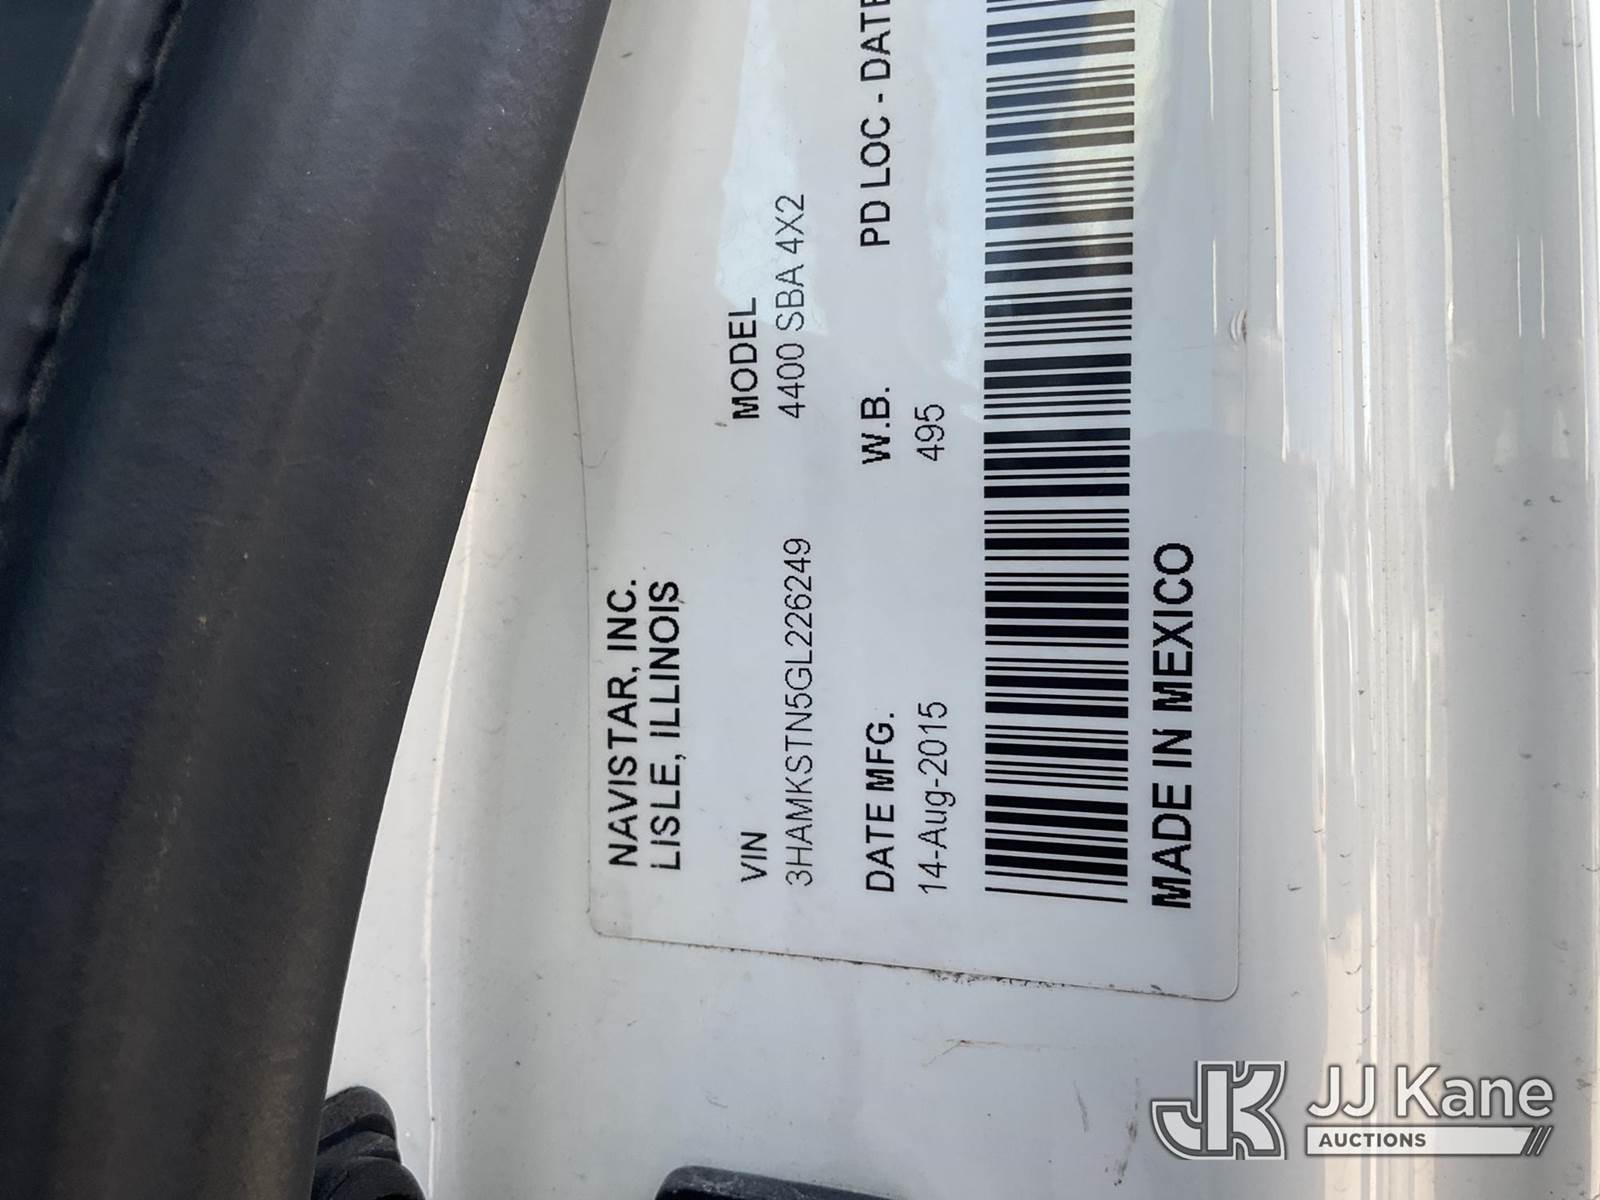 NAVISTAR, INC.
LISLE, ILLINOIS
VIN MODEL
3HAMKSTN5GL226249 4400 SBA 4X2
DATE MFG. W.B. PD LOC - DATE
14-Aug-2015 495
MADE IN MEXICO
JK JJ Kane
AUCTIONS